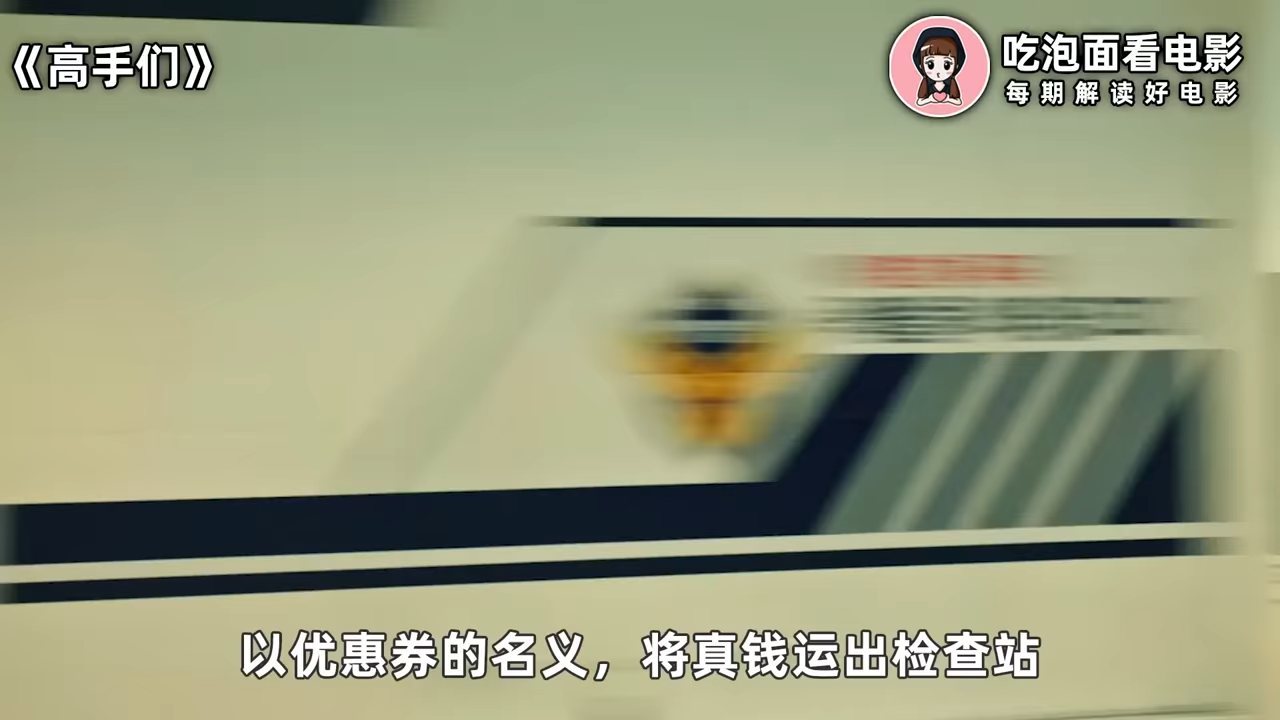 《高手们》
吃泡面看电影
每期解读好电影
以优惠券的名义，将真钱运出检查站